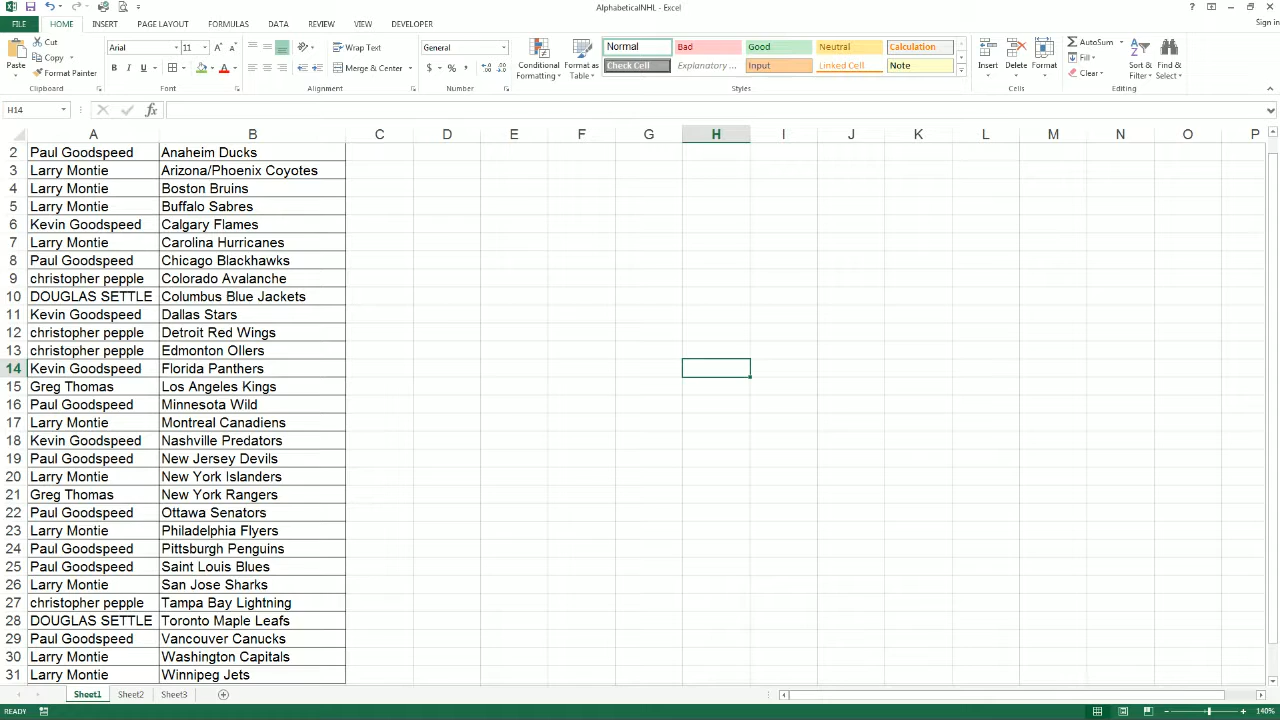 AlphabeticalNHL - Excel
Sign in
FILE HOME INSERT PAGE LAYOUT FORMULAS DATA REVIEW VIEW DEVELOPER
Paste Cut Copy Format Painter Clipboard
Arial 11 B I U A A A Font
Wrap Text Merge & Center Alignment
General $ % , Number
Conditional Formatting Format as Table
Normal Bad Good Neutral Calculation
Check Cell Explanatory ... Input Linked Cell Note
Styles
Insert Delete Format Cells
AutoSum Fill Clear Sort & Filter Find & Select Editing
H14 fx
A B C D E F G H I J K L M N O P
2 Paul Goodspeed Anaheim Ducks
3 Larry Montie Arizona/Phoenix Coyotes
4 Larry Montie Boston Bruins
5 Larry Montie Buffalo Sabres
6 Kevin Goodspeed Calgary Flames
7 Larry Montie Carolina Hurricanes
8 Paul Goodspeed Chicago Blackhawks
9 christopher pepple Colorado Avalanche
10 DOUGLAS SETTLE Columbus Blue Jackets
11 Kevin Goodspeed Dallas Stars
12 christopher pepple Detroit Red Wings
13 christopher pepple Edmonton Ollers
14 Kevin Goodspeed Florida Panthers
15 Greg Thomas Los Angeles Kings
16 Paul Goodspeed Minnesota Wild
17 Larry Montie Montreal Canadiens
18 Kevin Goodspeed Nashville Predators
19 Paul Goodspeed New Jersey Devils
20 Larry Montie New York Islanders
21 Greg Thomas New York Rangers
22 Paul Goodspeed Ottawa Senators
23 Larry Montie Philadelphia Flyers
24 Paul Goodspeed Pittsburgh Penguins
25 Paul Goodspeed Saint Louis Blues
26 Larry Montie San Jose Sharks
27 christopher pepple Tampa Bay Lightning
28 DOUGLAS SETTLE Toronto Maple Leafs
29 Paul Goodspeed Vancouver Canucks
30 Larry Montie Washington Capitals
31 Larry Montie Winnipeg Jets
Sheet1 Sheet2 Sheet3
READY 140%